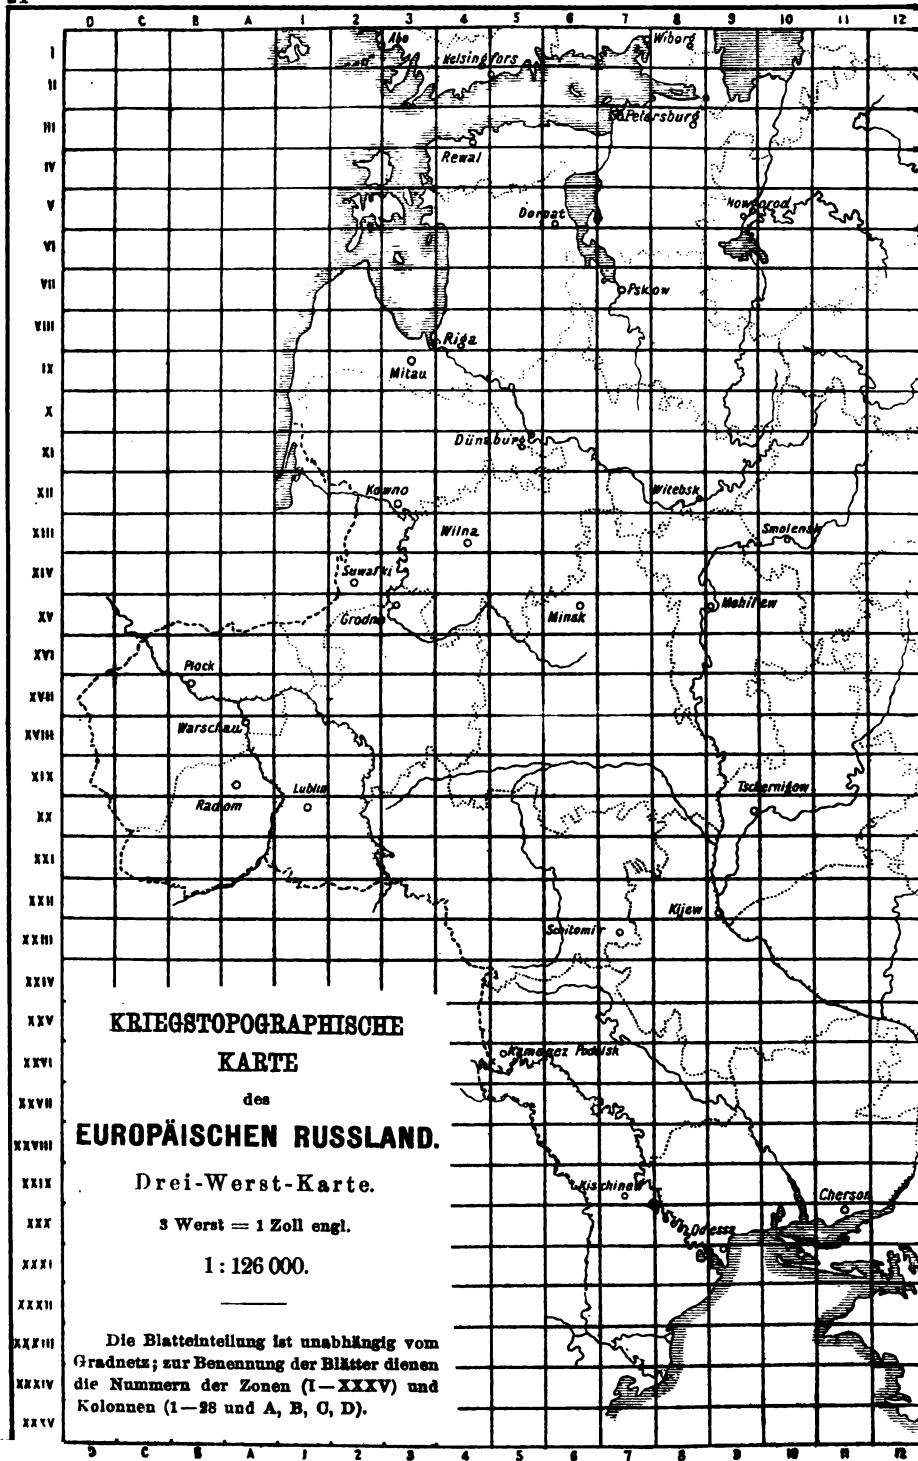 D C B A 1 2 3 4 5 6 7 8 9 10 11 12
I
Abo
Wiborg
Helsingfors
II
Petersburg
III
Rewal
IV
V
Nowgorod
Dorpat
VI
VII
Pskow
VIII
Riga
IX
Mitau
X
Dünaburg
XI
XII
Kowno
Witebsk
XIII
Wilna
Smolensk
XIV
Suwałki
XV
Grodno
Minsk
Mohilew
XVI
Płock
XVII
XVIII
Warschau
XIX
Lublin
Tschernigow
Radom
XX
XXI
XXII
Kijew
XXIII
Schitomir
XXIV
XXV
KRIEGSTOPOGRAPHISCHE
XXVI
KARTE
Kamenez Podolsk
XXVII
des
XXVIII
EUROPÄISCHEN RUSSLAND.
XXIX
Drei-Werst-Karte.
Kischinew
Cherson
XXX
3 Werst = 1 Zoll engl.
Odessa
XXXI
1 : 126 000.
XXXII
XXXIII
Die Blatteinteilung ist unabhängig vom
Gradnetz; zur Benennung der Blätter dienen
XXXIV
die Nummern der Zonen (I—XXXV) und
Kolonnen (1—28 und A, B, C, D).
XXXV
D C B A 1 2 3 4 5 6 7 8 9 10 11 12